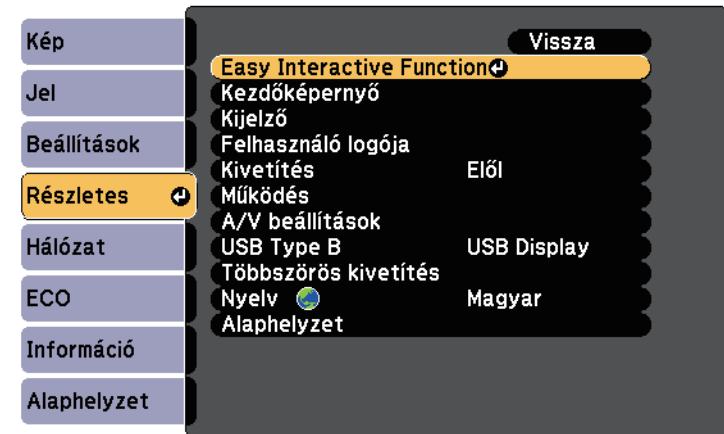 Kép
Jel
Beállítások
Részletes
Hálózat
ECO
Információ
Alaphelyzet
Vissza
Easy Interactive Function
Kezdőképernyő
Kijelző
Felhasználó logója
Kivetítés Elől
Működés
A/V beállítások
USB Type B USB Display
Többszörös kivetítés
Nyelv Magyar
Alaphelyzet